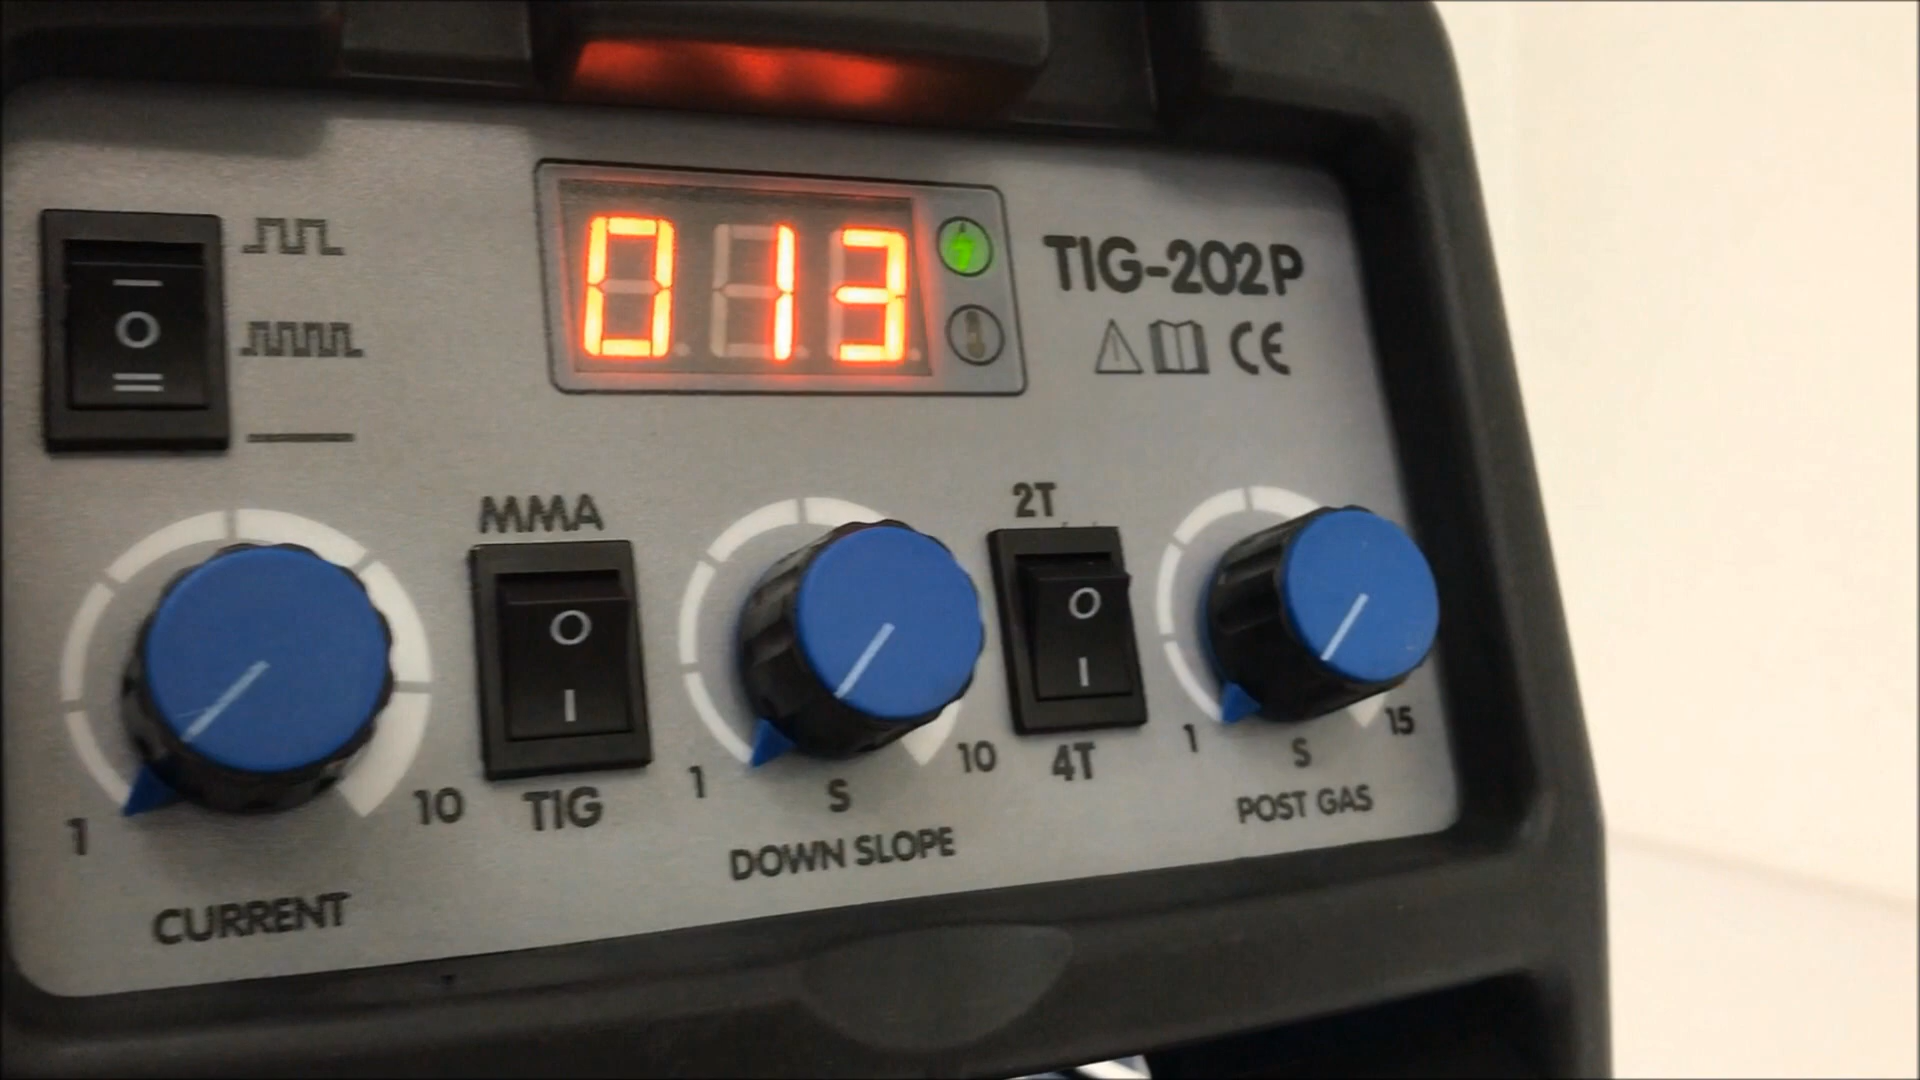 013
TIG-202P
CE
MMA
2T
1
10
TIG
1
10
4T
1
15
S
S
CURRENT
DOWN SLOPE
POST GAS